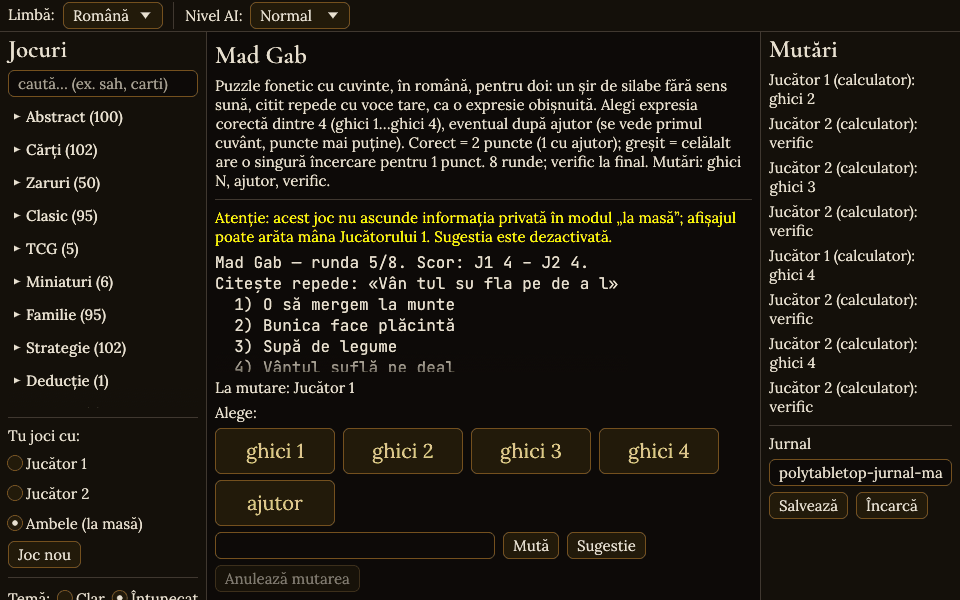 Limbă: Română ▼ Nivel AI: Normal ▼
Jocuri
caută... (ex. sah, carti)
▸ Abstract (100)
▸ Cărți (102)
▸ Zaruri (50)
▸ Clasic (95)
▸ TCG (5)
▸ Miniaturi (6)
▸ Familie (95)
▸ Strategie (102)
▸ Deducție (1)
Tu joci cu:
Jucător 1
Jucător 2
Ambele (la masă)
Joc nou
Temă: Clar Întunecat
Mad Gab
Puzzle fonetic cu cuvinte, în română, pentru doi: un șir de silabe fără sens
sună, citit repede cu voce tare, ca o expresie obișnuită. Alegi expresia
corectă dintre 4 (ghici 1...ghici 4), eventual după ajutor (se vede primul
cuvânt, puncte mai puține). Corect = 2 puncte (1 cu ajutor); greșit = celălalt
are o singură încercare pentru 1 punct. 8 runde; verific la final. Mutări: ghici
N, ajutor, verific.
Atenție: acest joc nu ascunde informația privată în modul „la masă”; afișajul
poate arăta mâna Jucătorului 1. Sugestia este dezactivată.
Mad Gab — runda 5/8. Scor: J1 4 – J2 4.
Citește repede: «Vân tul su fla pe de a l»
1) O să mergem la munte
2) Bunica face plăcintă
3) Supă de legume
4) Vântul suflă pe deal
La mutare: Jucător 1
Alege:
ghici 1 ghici 2 ghici 3 ghici 4
ajutor
Mută Sugestie
Anulează mutarea
Mutări
Jucător 1 (calculator):
ghici 2
Jucător 2 (calculator):
verific
Jucător 2 (calculator):
ghici 3
Jucător 2 (calculator):
verific
Jucător 1 (calculator):
ghici 4
Jucător 2 (calculator):
verific
Jucător 2 (calculator):
ghici 4
Jucător 2 (calculator):
verific
Jurnal
polytabletop-jurnal-ma
Salvează Încarcă